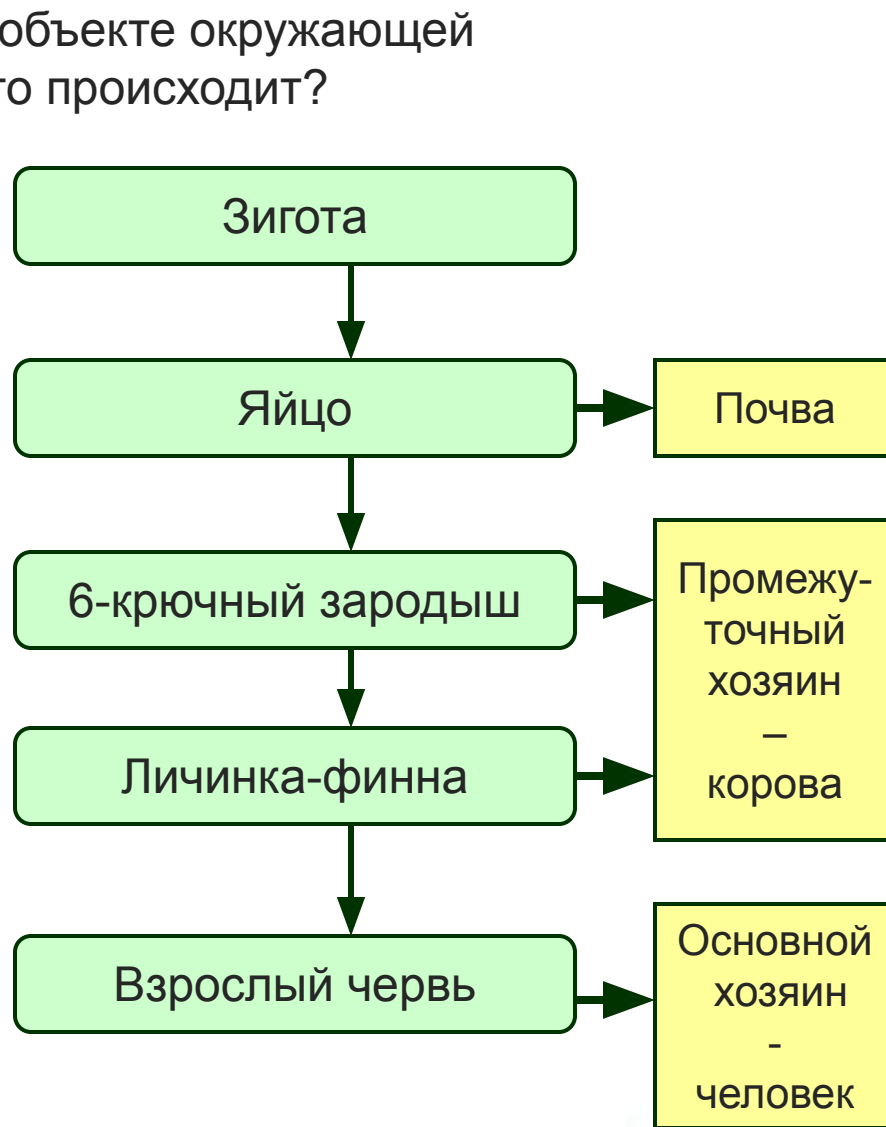 объекте окружающей
происходит?
Зигота
Яйцо
Почва
6-крючный зародыш
Промежу-
точный
хозяин
–
корова
Личинка-финна
Взрослый червь
Основной
хозяин
-
человек